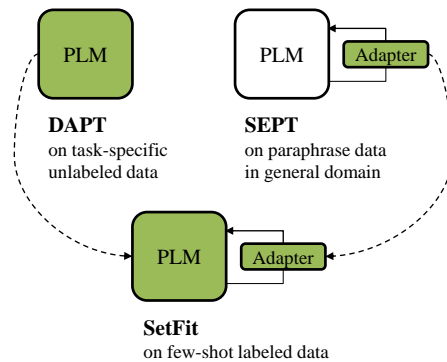 PLM
PLM
Adapter
DAPT
on task-specific
unlabeled data
SEPT
on paraphrase data
in general domain
PLM
Adapter
SetFit
on few-shot labeled data